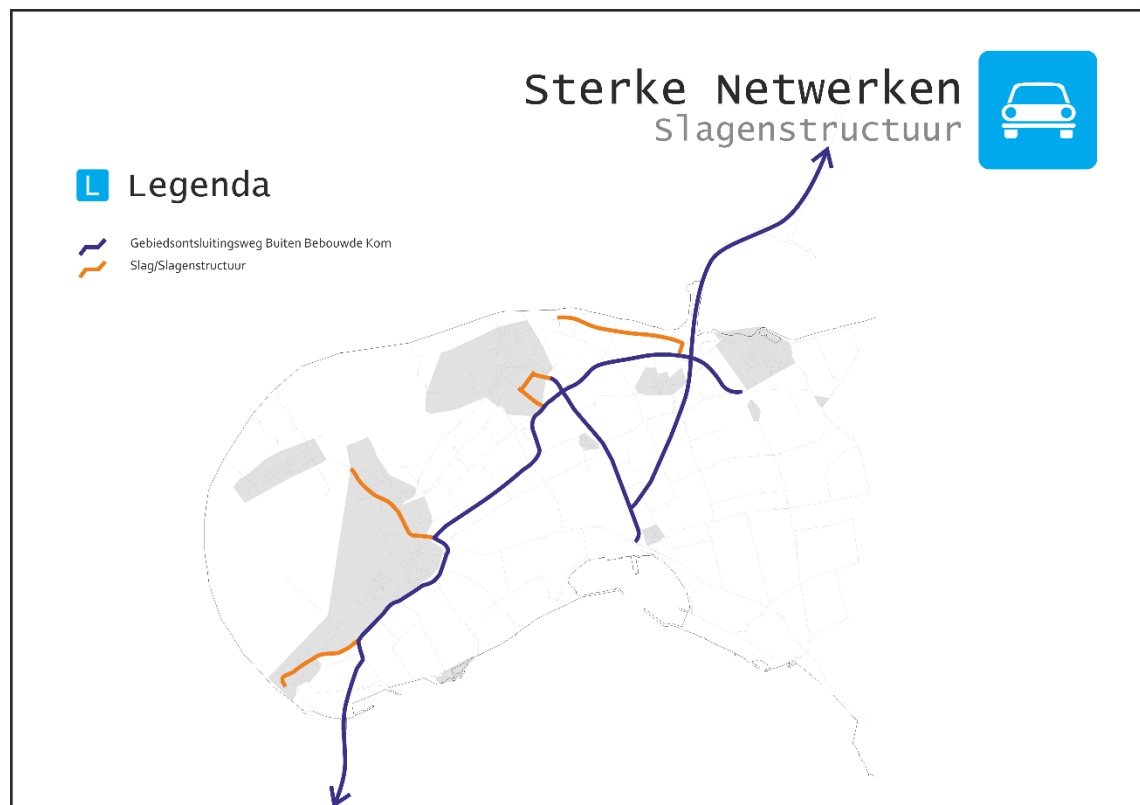 Sterke Netwerken
Slagenstructuur
L Legenda
Gebiedsontsluitingsweg Buiten Bebouwde Kom
Slag/Slagenstructuur